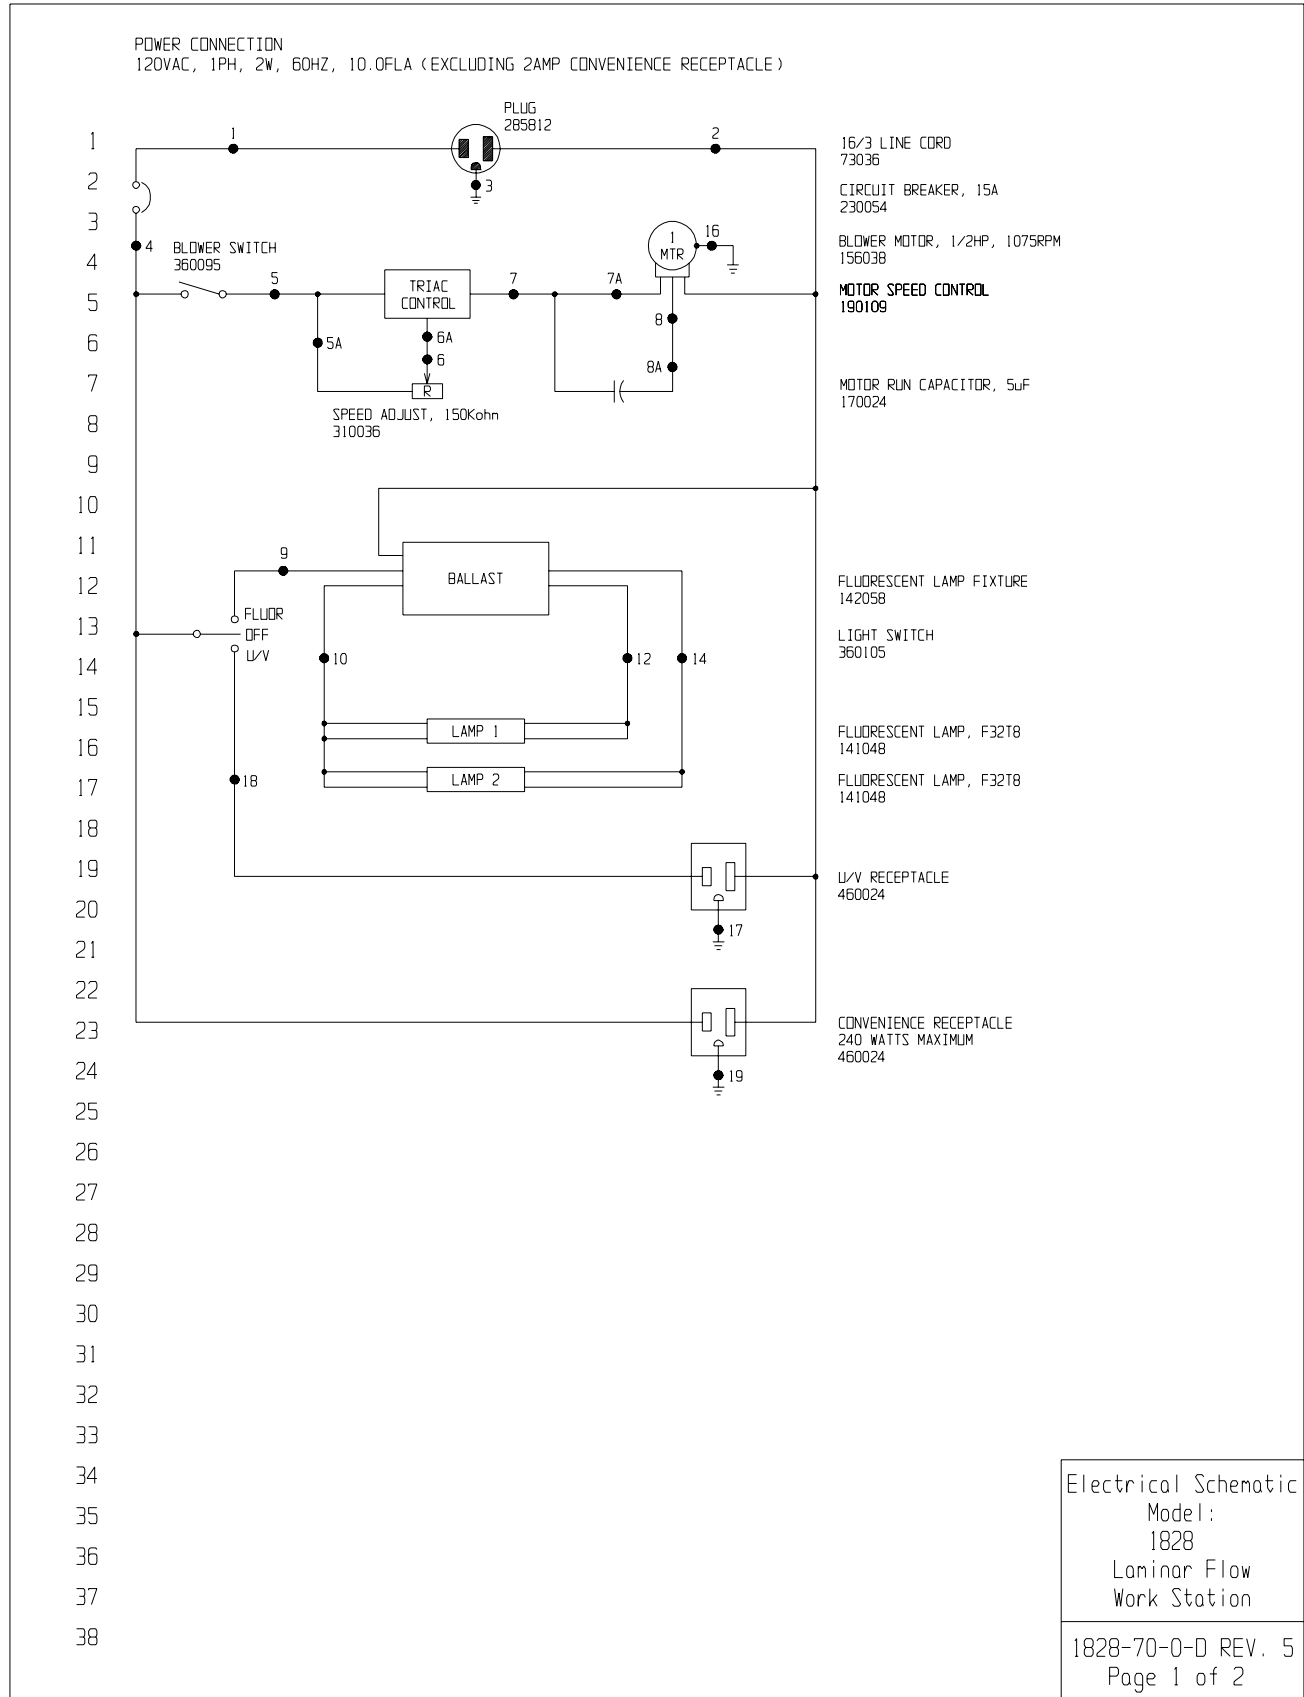 POWER CONNECTION
120VAC, 1PH, 2W, 60HZ, 10.0FLA (EXCLUDING 2AMP CONVENIENCE RECEPTACLE)
PLUG
285812
1
2
3
1
2
3
4
5
6
7
8
9
10
11
12
13
14
15
16
17
18
19
20
21
22
23
24
25
26
27
28
29
30
31
32
33
34
35
36
37
38
16/3 LINE CORD
73036
CIRCUIT BREAKER, 15A
230054
4
BLOWER SWITCH
360095
5
TRIAC
CONTROL
7
7A
1
MTR
16
BLOWER MOTOR, 1/2HP, 1075RPM
156038
MOTOR SPEED CONTROL
190109
5A
6A
6
8
8A
R
SPEED ADJUST, 150Kohm
310036
MOTOR RUN CAPACITOR, 5uF
170024
9
BALLAST
FLUORESCENT LAMP FIXTURE
142058
FLUOR
OFF
U/V
LIGHT SWITCH
360105
10
12
14
LAMP 1
FLUORESCENT LAMP, F32T8
141048
LAMP 2
FLUORESCENT LAMP, F32T8
141048
18
U/V RECEPTACLE
460024
17
CONVENIENCE RECEPTACLE
240 WATTS MAXIMUM
460024
19
Electrical Schematic
Model:
1828
Laminar Flow
Work Station
1828-70-0-D REV. 5
Page 1 of 2